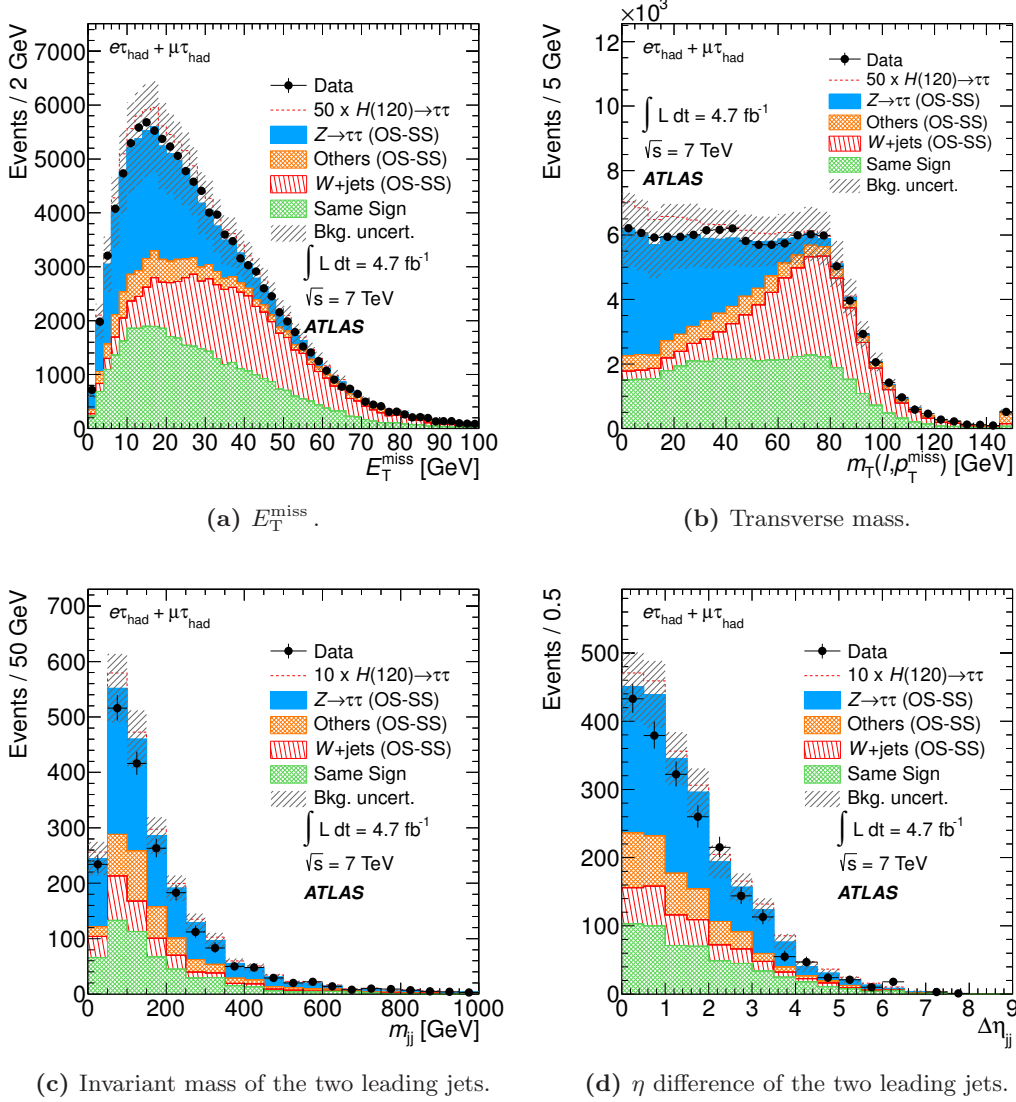 Events / 2 GeV
7000
6000
5000
4000
3000
2000
1000
0
eτhad + μτhad
Data
50 x H(120)→ττ
Z→ττ (OS-SS)
Others (OS-SS)
W+jets (OS-SS)
Same Sign
Bkg. uncert.
∫ L dt = 4.7 fb-1
√s = 7 TeV
ATLAS
0 10 20 30 40 50 60 70 80 90 100
ETmiss [GeV]
(a) ETmiss .
×10³
Events / 5 GeV
12
10
8
6
4
2
0
eτhad + μτhad
∫ L dt = 4.7 fb-1
√s = 7 TeV
ATLAS
Data
50 x H(120)→ττ
Z→ττ (OS-SS)
Others (OS-SS)
W+jets (OS-SS)
Same Sign
Bkg. uncert.
0 20 40 60 80 100 120 140
mT(l,pTmiss) [GeV]
(b) Transverse mass.
Events / 50 GeV
700
600
500
400
300
200
100
0
eτhad + μτhad
Data
10 x H(120)→ττ
Z→ττ (OS-SS)
Others (OS-SS)
W+jets (OS-SS)
Same Sign
Bkg. uncert.
∫ L dt = 4.7 fb-1
√s = 7 TeV
ATLAS
0 200 400 600 800 1000
mjj [GeV]
(c) Invariant mass of the two leading jets.
Events / 0.5
500
400
300
200
100
0
eτhad + μτhad
Data
10 x H(120)→ττ
Z→ττ (OS-SS)
Others (OS-SS)
W+jets (OS-SS)
Same Sign
Bkg. uncert.
∫ L dt = 4.7 fb-1
√s = 7 TeV
ATLAS
0 1 2 3 4 5 6 7 8 9
Δηjj
(d) η difference of the two leading jets.